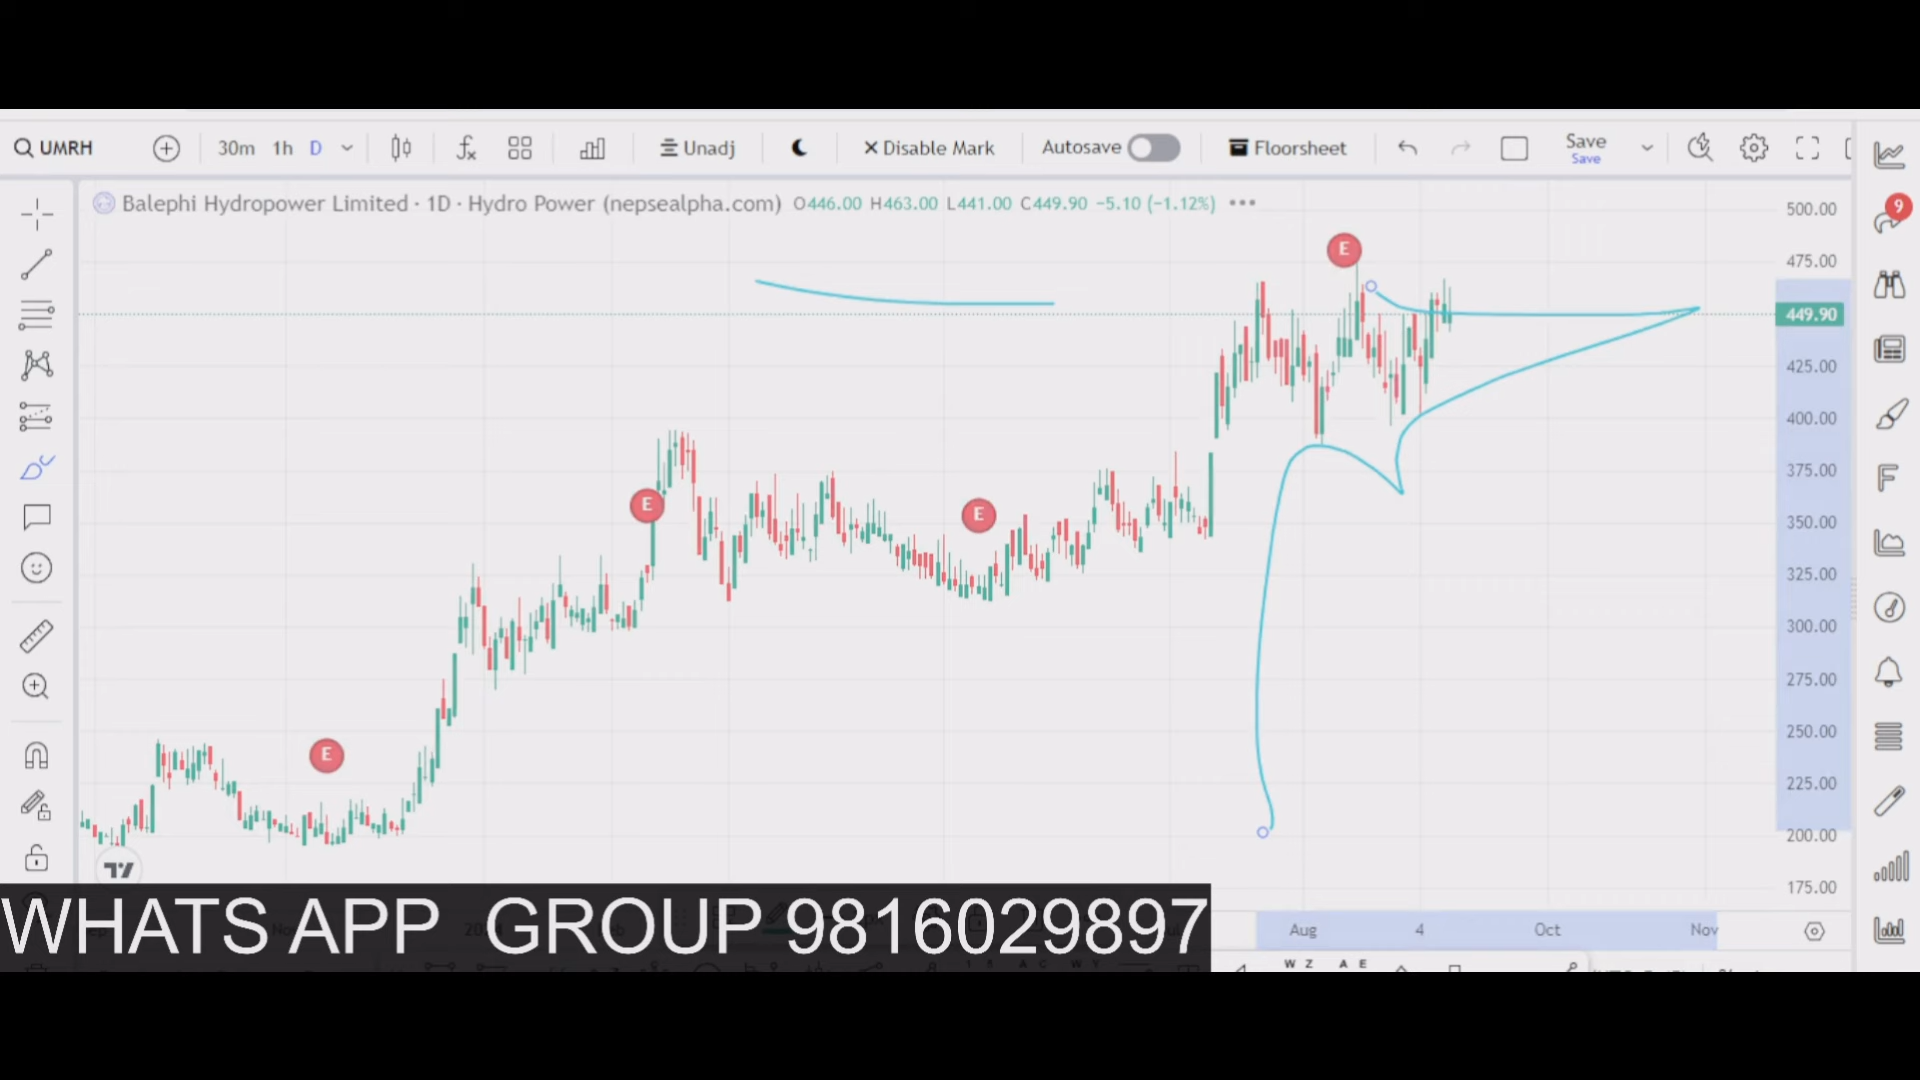 UMRH 30m 1h D Unadj Disable Mark Autosave Floorsheet Save
Save
9
Balephi Hydropower Limited · 1D · Hydro Power (nepsealpha.com) O446.00 H463.00 L441.00 C449.90 −5.10 (−1.12%)
500.00
E
475.00
449.90
425.00
400.00
375.00
E
E
350.00
325.00
300.00
275.00
250.00
E
225.00
200.00
175.00
WHATS APP GROUP 9816029897
Aug 4 Oct Nov
W Z A E